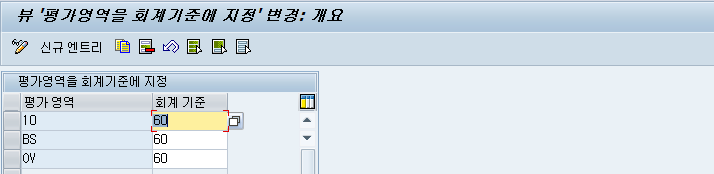 뷰 '평가영역을 회계기준에 지정' 변경: 개요
신규 엔트리
평가영역을 회계기준에 지정
평가 영역 회계 기준
10 60
BS 60
OV 60